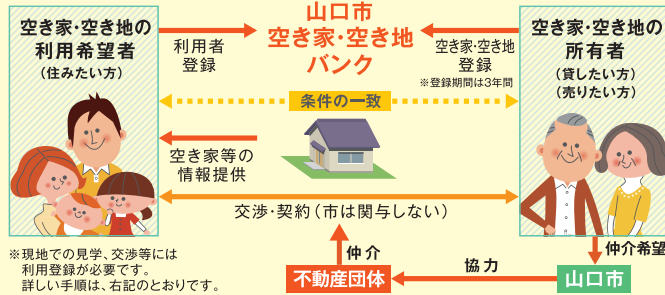 空き家・空き地の
利用希望者
(住みたい方)
利用者
登録
山口市
空き家・空き地
バンク
空き家・空き地
登録
※登録期間は3年間
空き家・空き地の
所有者
(貸したい方)
(売りたい方)
条件の一致
空き家等の
情報提供
交渉・契約(市は関与しない)
※現地での見学、交渉等には
利用登録が必要です。
詳しい手順は、右記のとおりです。
仲介
不動産団体
協力
仲介希望
山口市